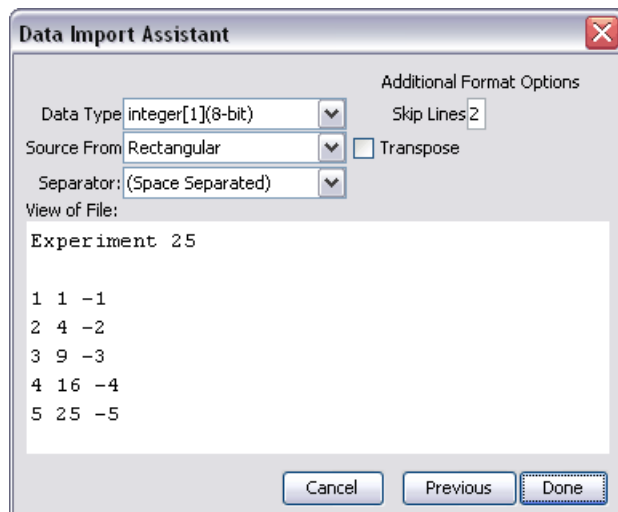 Data Import Assistant
Additional Format Options
Data Type integer[1](8-bit) Skip Lines 2
Source From Rectangular Transpose
Separator: (Space Separated)
View of File:
Experiment 25
1 1 -1
2 4 -2
3 9 -3
4 16 -4
5 25 -5
Cancel Previous Done